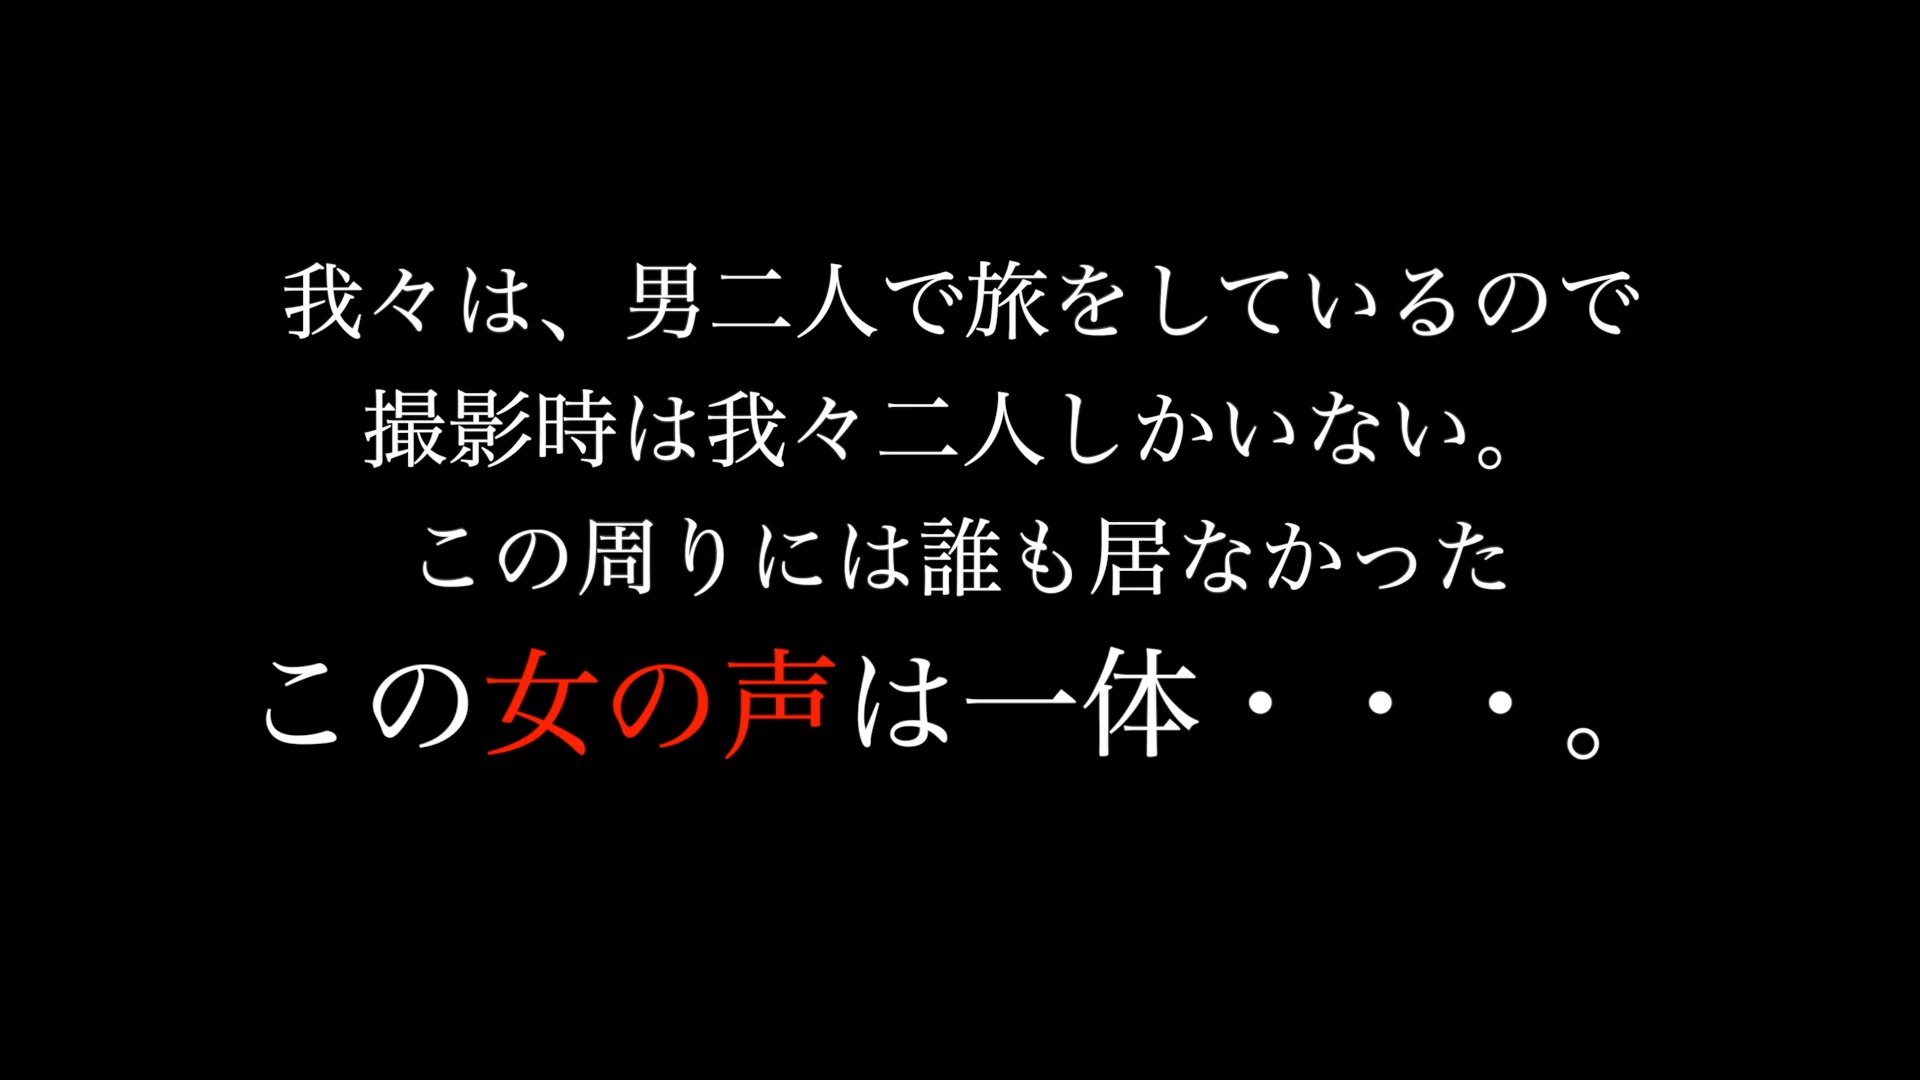 我々は、男二人で旅をしているので
撮影時は我々二人しかいない。
この周りには誰も居なかった
この女の声は一体・・・。